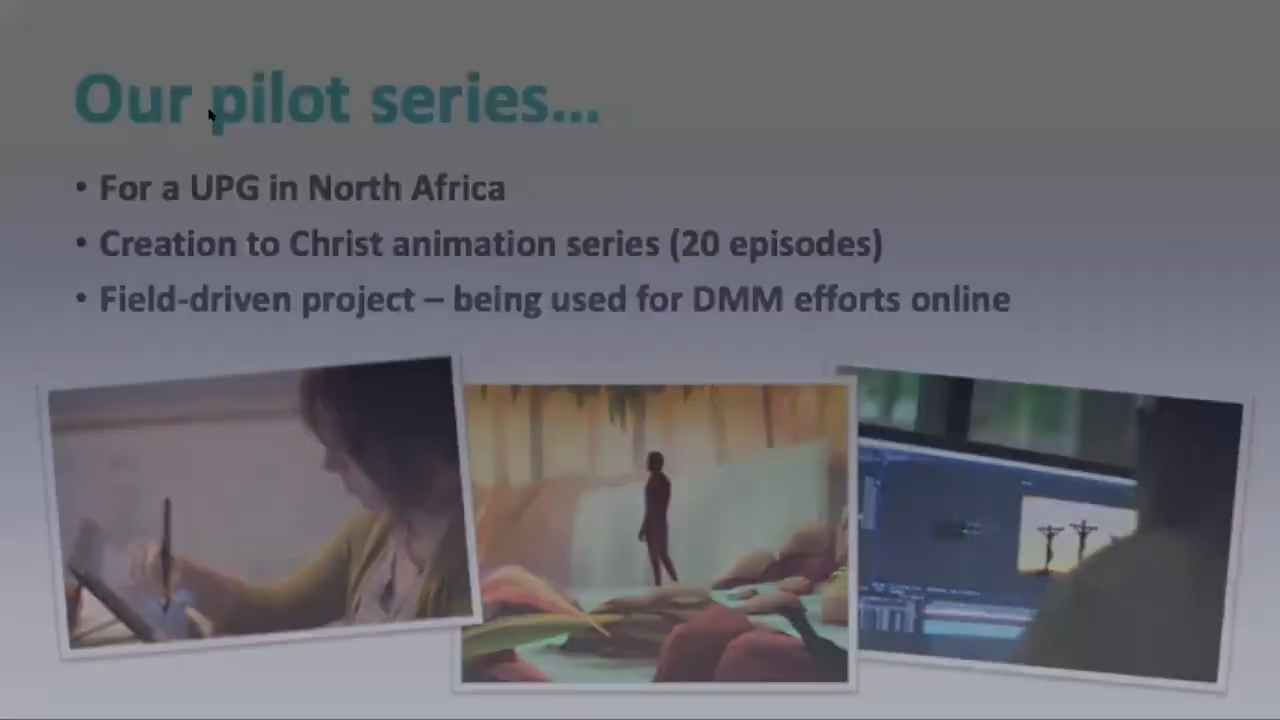 Our pilot series...
• For a UPG in North Africa
• Creation to Christ animation series (20 episodes)
• Field-driven project – being used for DMM efforts online